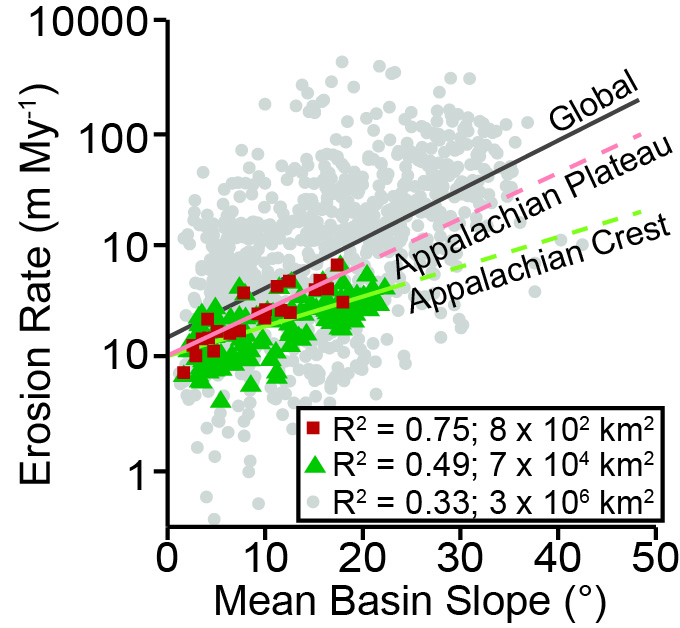 10000
100
10
10
1
0
10
20
30
40
50
Erosion Rate (m My⁻¹)
Mean Basin Slope (°)
Global
Appalachian Plateau
Appalachian Crest
R² = 0.75; 8 x 10² km²
R² = 0.49; 7 x 10⁴ km²
R² = 0.33; 3 x 10⁶ km²